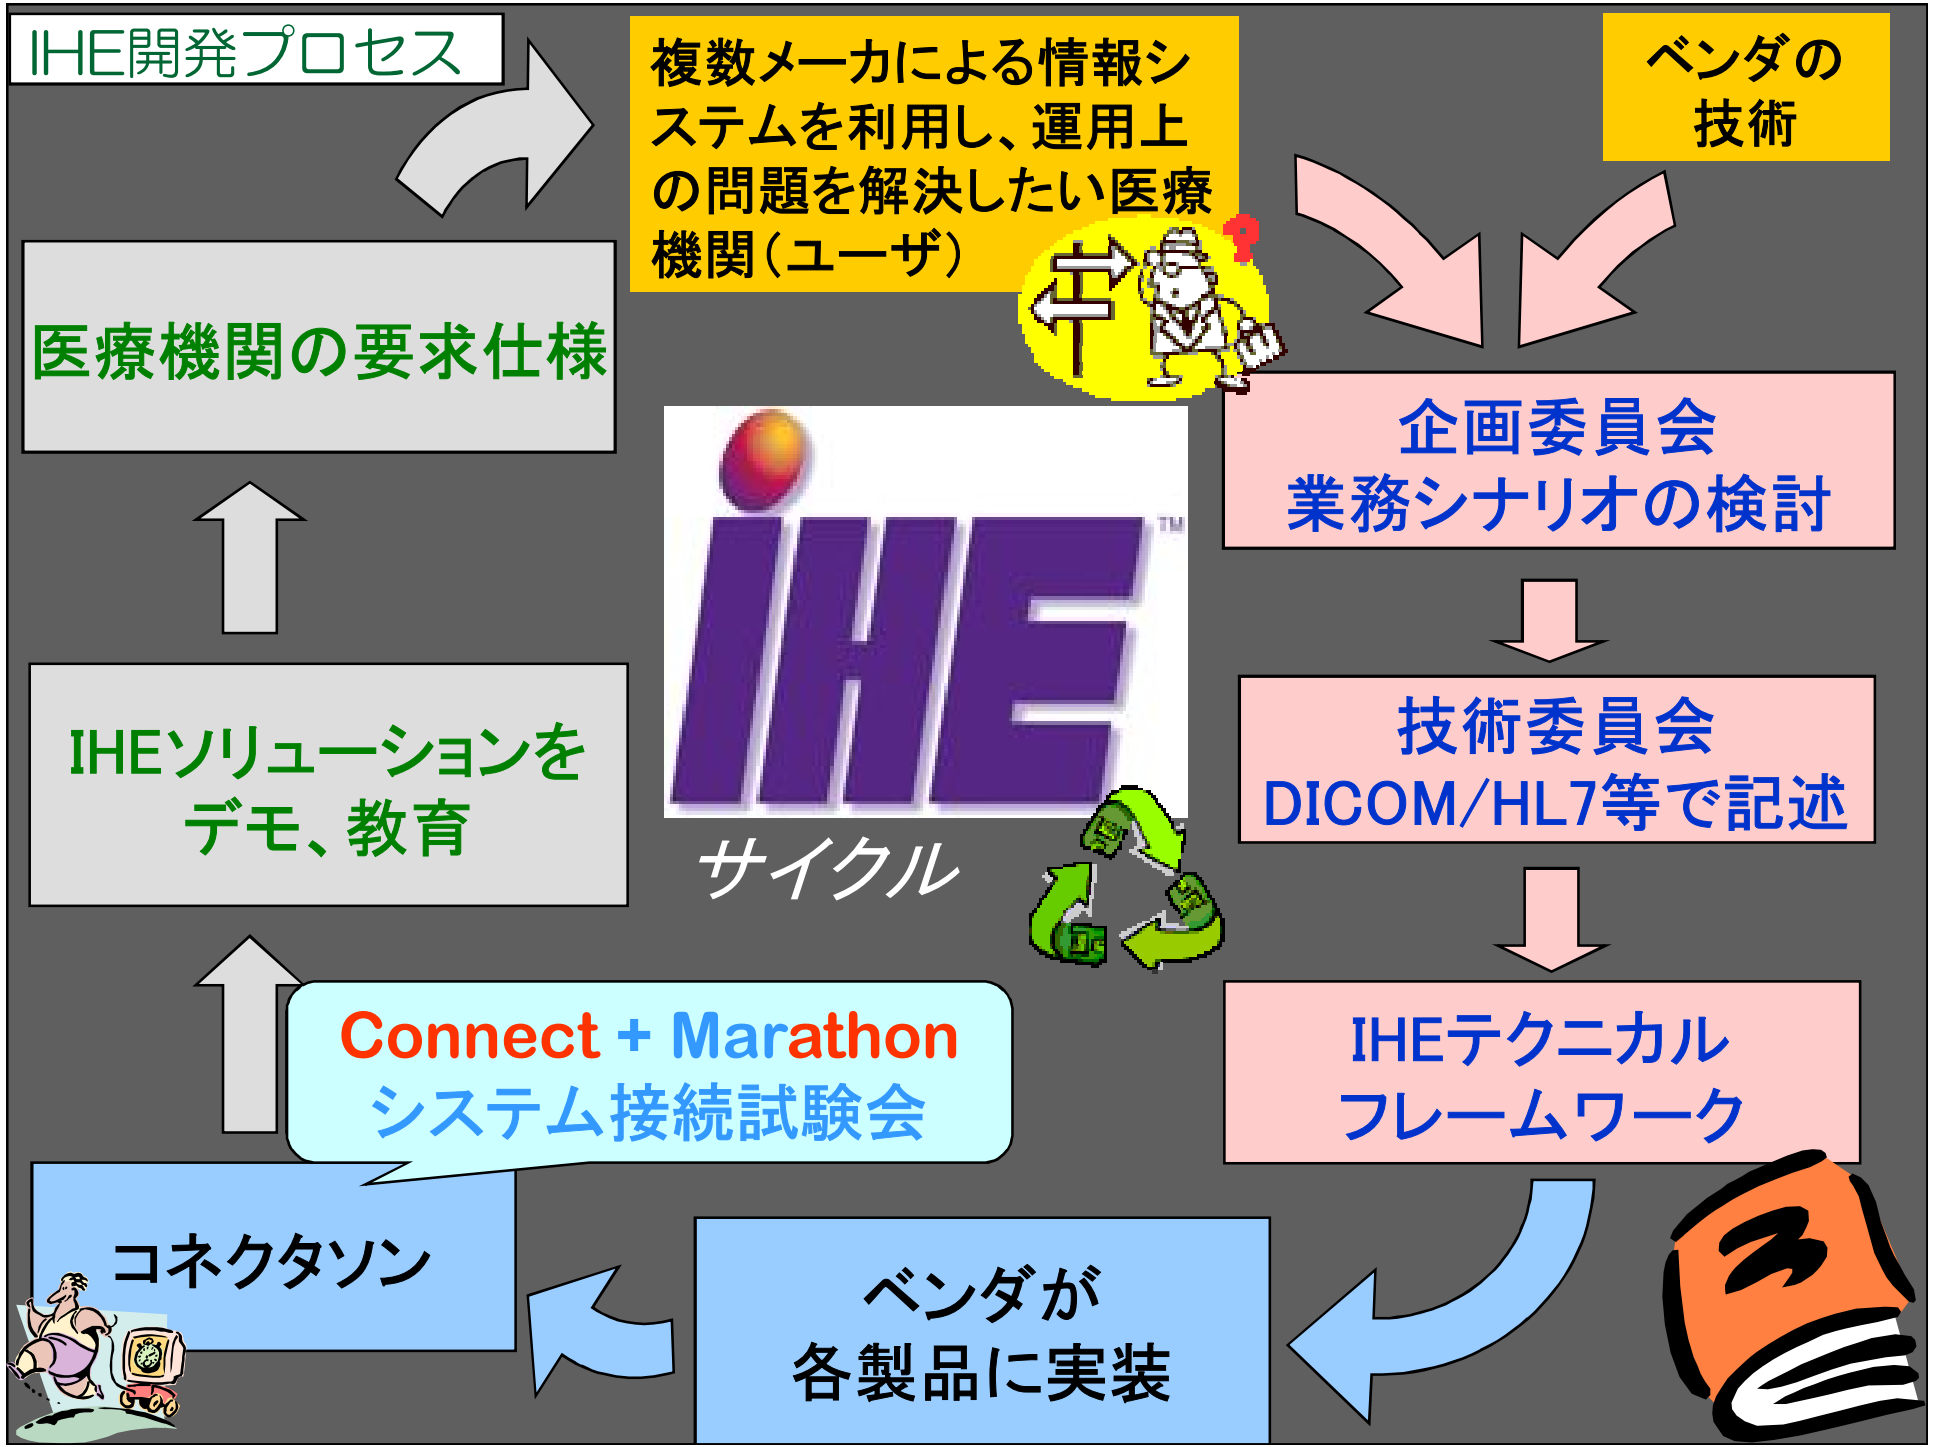 IHE開発プロセス
複数メーカによる情報シ
ステムを利用し、運用上
の問題を解決したい医療
機関（ユーザ）
ベンダの
技術
企画委員会
業務シナリオの検討
技術委員会
DICOM/HL7等で記述
IHEテクニカル
フレームワーク
ベンダが
各製品に実装
コネクタソン
Connect + Marathon
システム接続試験会
IHEソリューションを
デモ、教育
医療機関の要求仕様
IHE™
サイクル